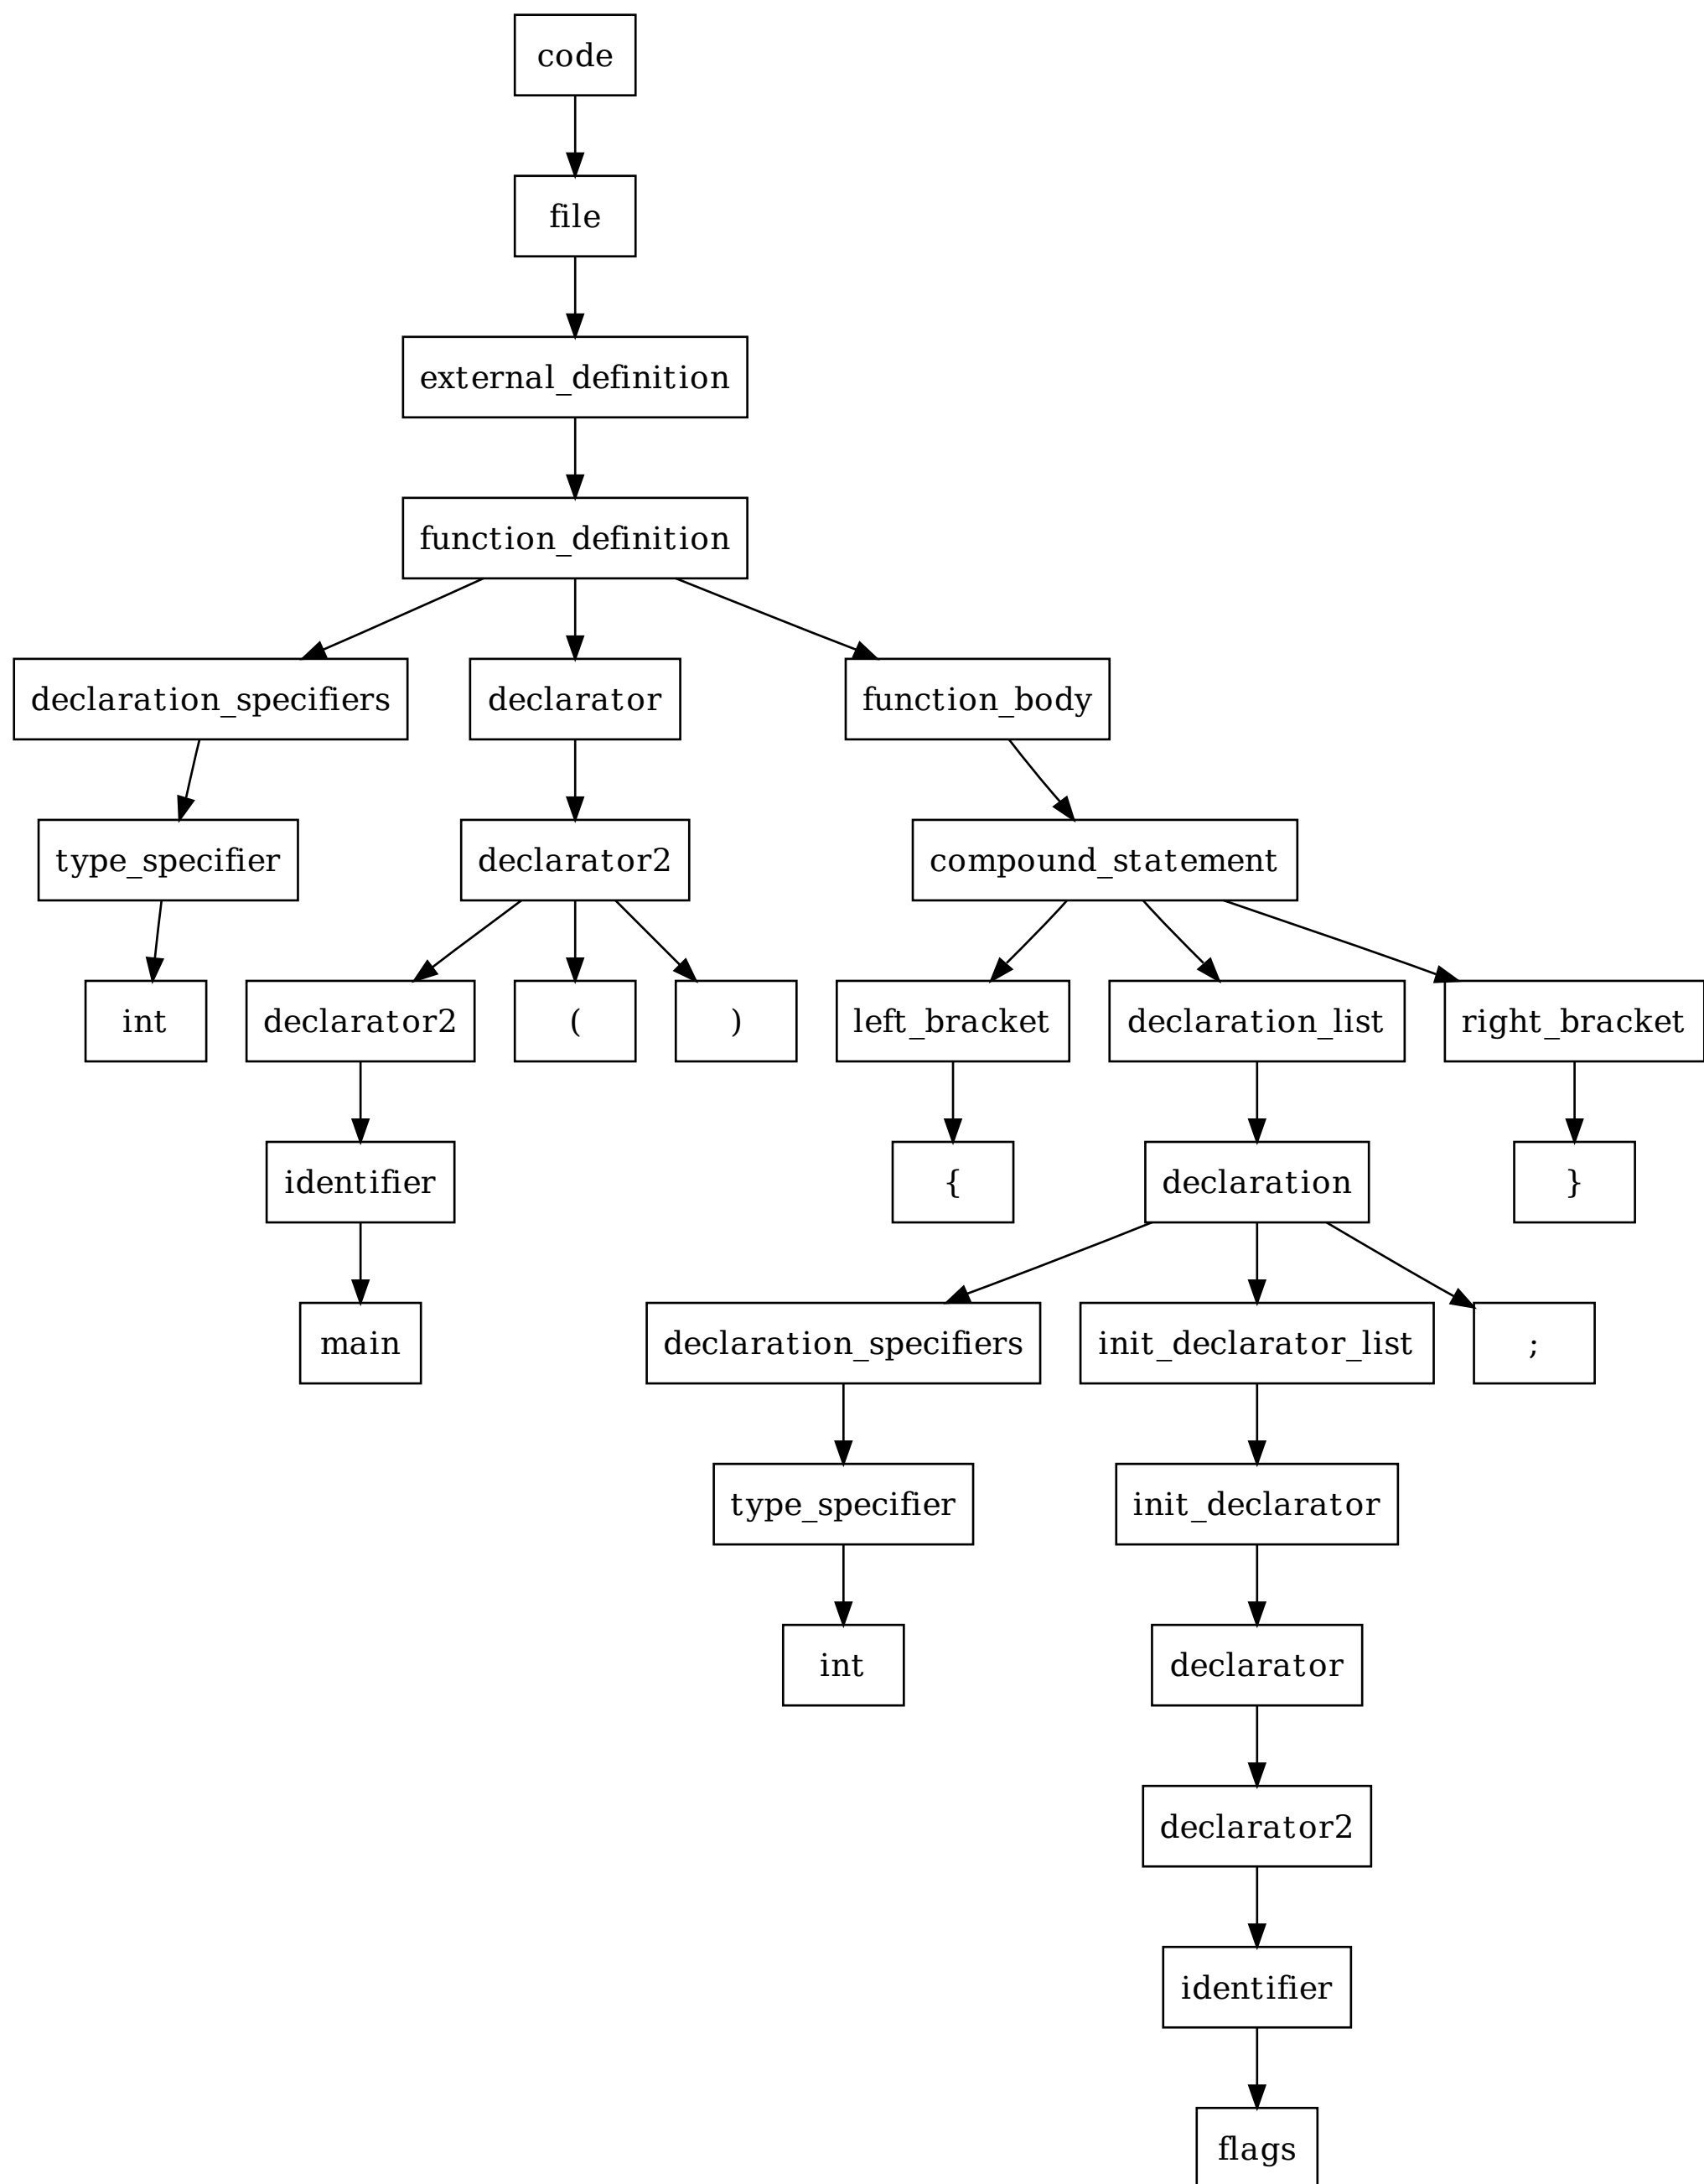 code
file
external_definition
function_definition
declaration_specifiers declarator function_body
type_specifier declarator2 compound_statement
int declarator2 ( ) left_bracket declaration_list right_bracket
identifier { declaration }
main declaration_specifiers init_declarator_list ;
type_specifier init_declarator
int declarator
declarator2
identifier
flags